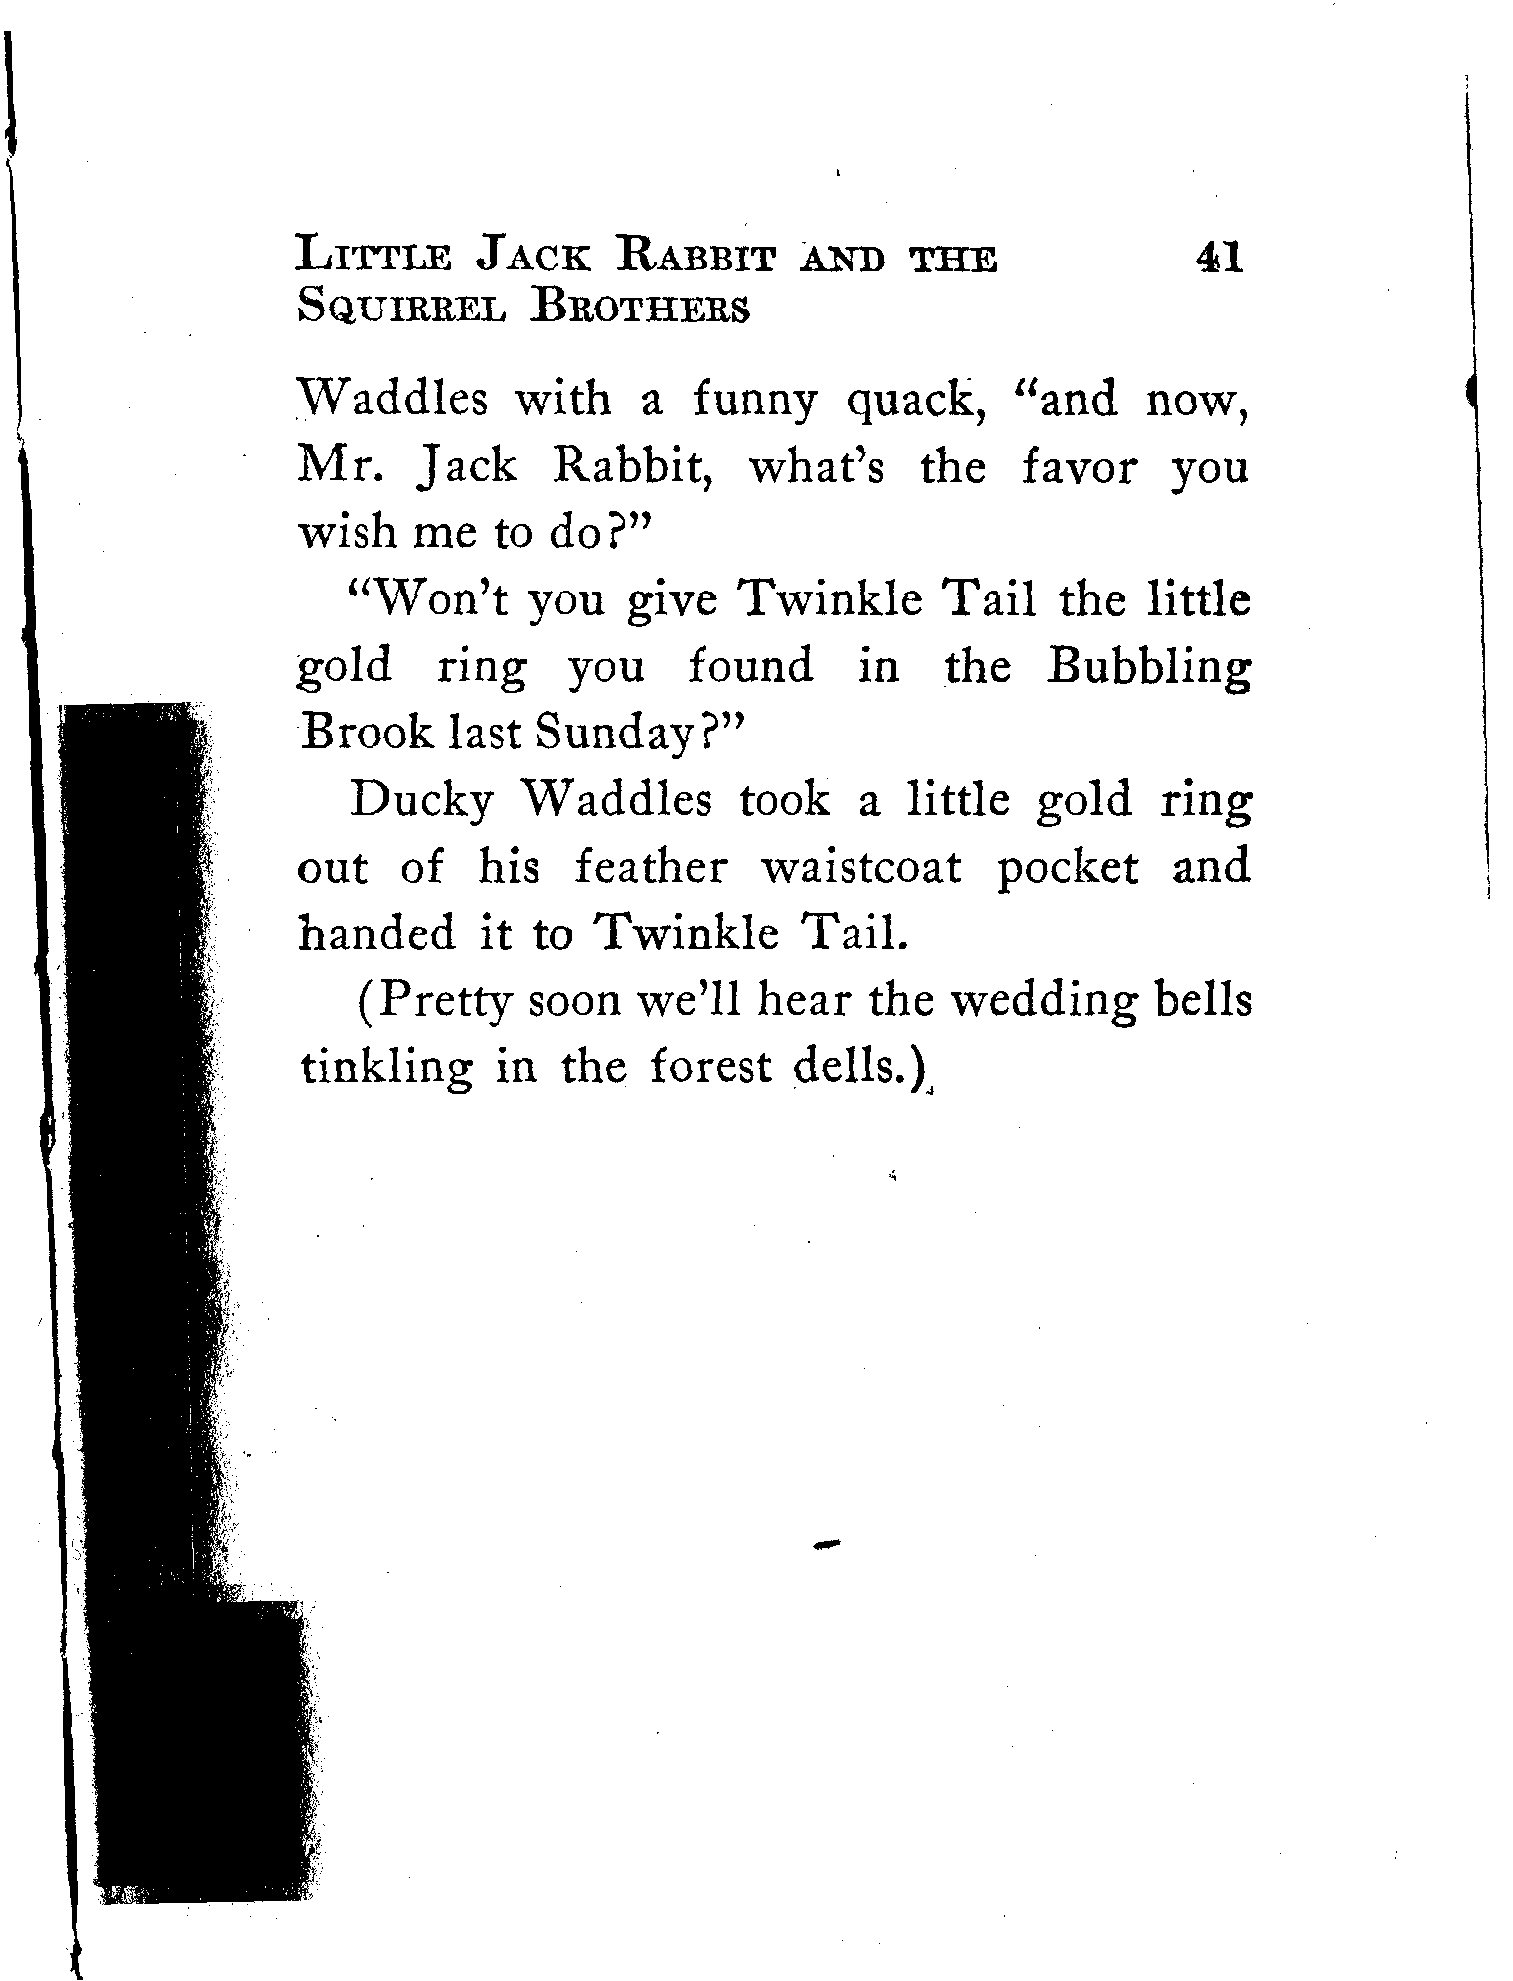 LITTLE JACK RABBIT AND THE 41
SQUIRREL BROTHERS
Waddles with a funny quack, “and now,
Mr. Jack Rabbit, what's the favor you
wish me to do?”
“Won't you give Twinkle Tail the little
gold ring you found in the Bubbling
Brook last Sunday?”
Ducky Waddles took a little gold ring
out of his feather waistcoat pocket and
handed it to Twinkle Tail.
(Pretty soon we'll hear the wedding bells
tinkling in the forest dells.)